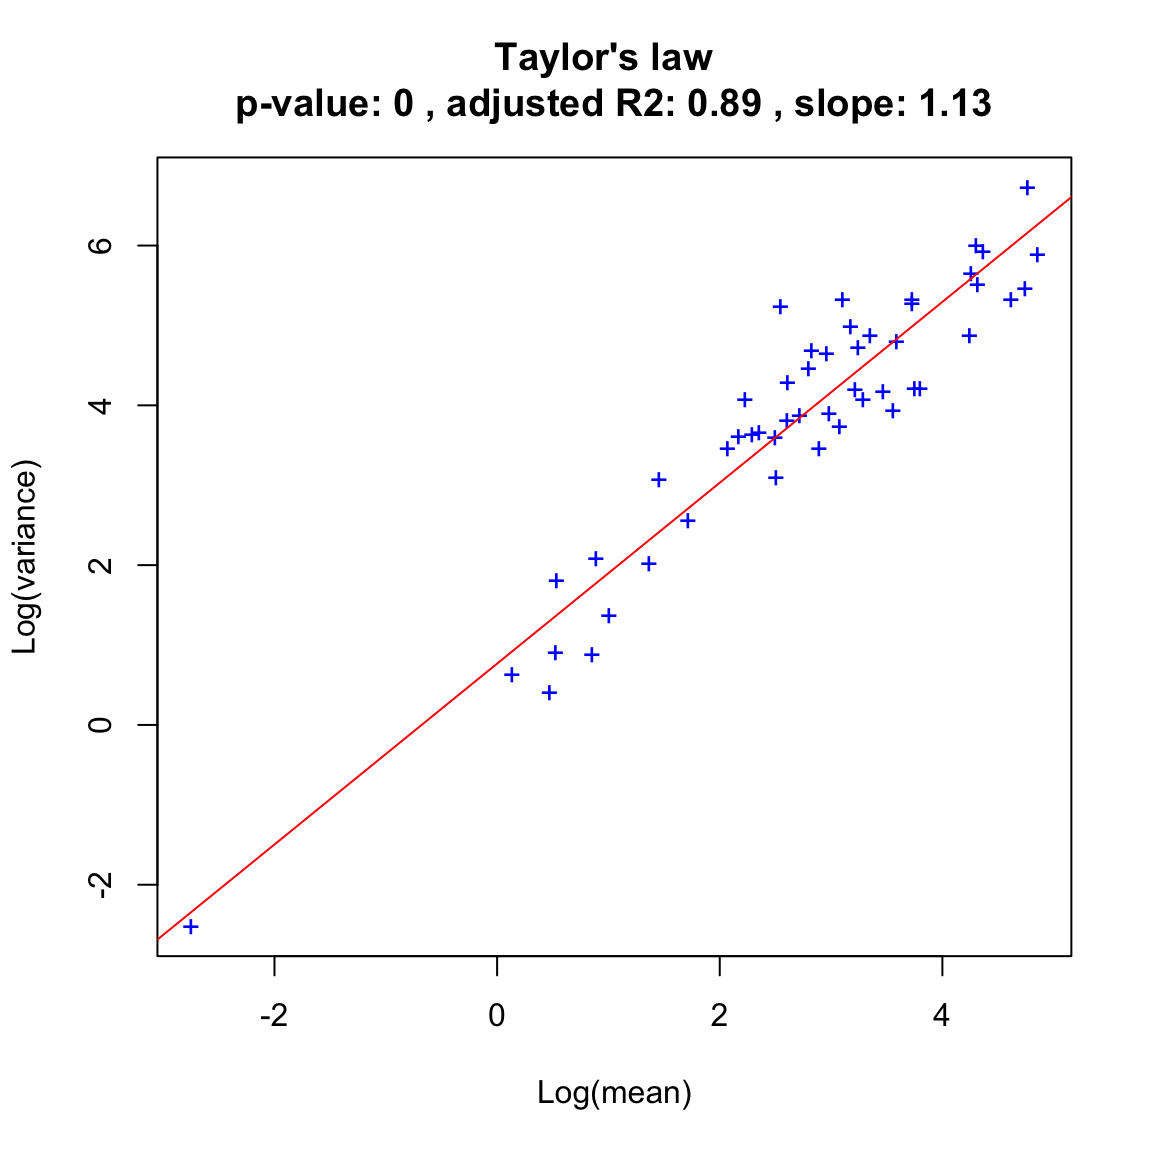 Taylor's law
p-value: 0 , adjusted R2: 0.89 , slope: 1.13
6
4
2
0
-2
Log(variance)
-2 0 2 4
Log(mean)